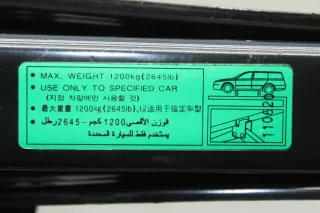 • MAX. WEIGHT 1200kg(2645lb)
• USE ONLY TO SPECIFIED CAR
(지정 차량에만 사용할 것)
• 最大重量 1200kg(2645lb),仅适用于指定车型
• الوزن الأقصى 1200 كجم - 2645 رطل
يستخدم فقط للسيارة المحددة
110820